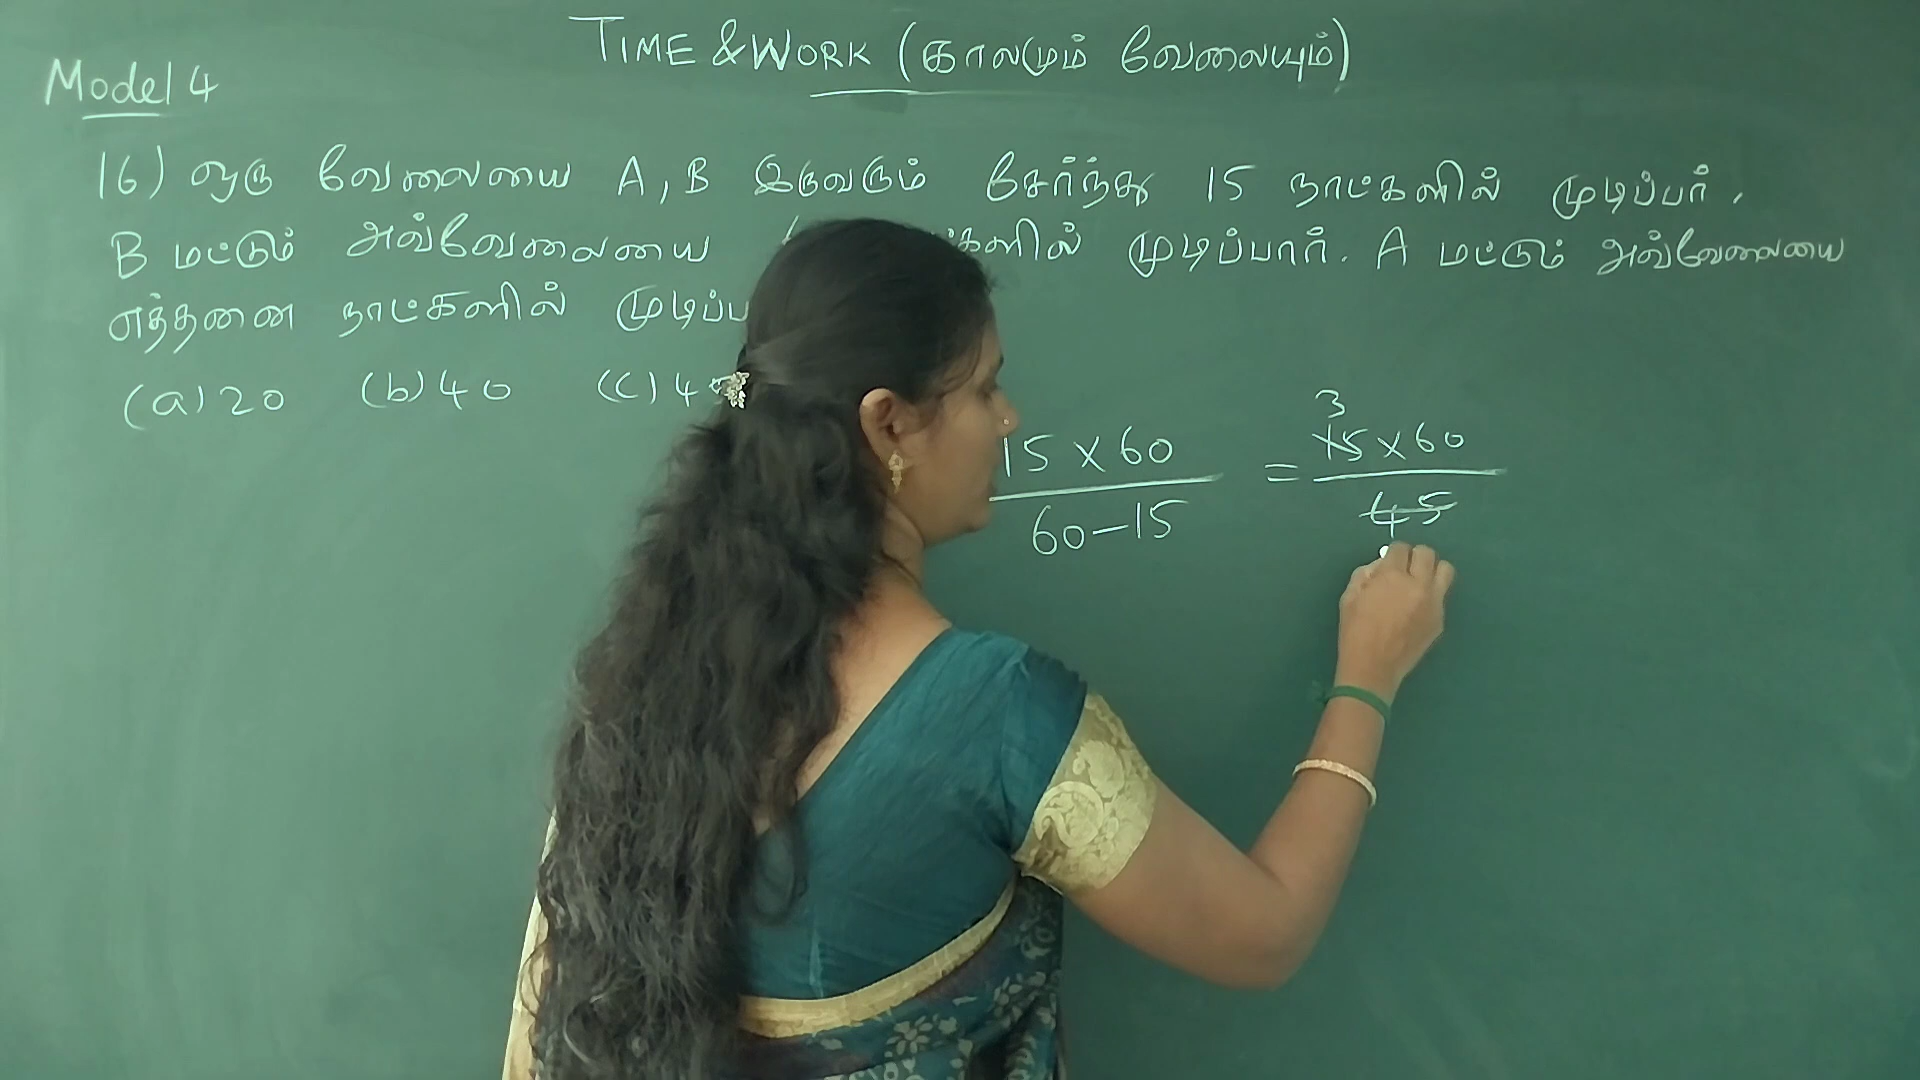 TIME & WORK (காலமும் வேலையும்)
Model 4
16) ஒரு வேலையை A, B இருவரும் சேர்ந்து 15 நாட்களில் முடிப்பர்.
B மட்டும் அவ்வேலையை களில் முடிப்பார். A மட்டும் அவ்வேலையை
எத்தனை நாட்களில் முடிப்ப
(a) 20 (b) 40 (c) 4
15 × 60 / 60 – 15 = 3 15 × 60 / 45